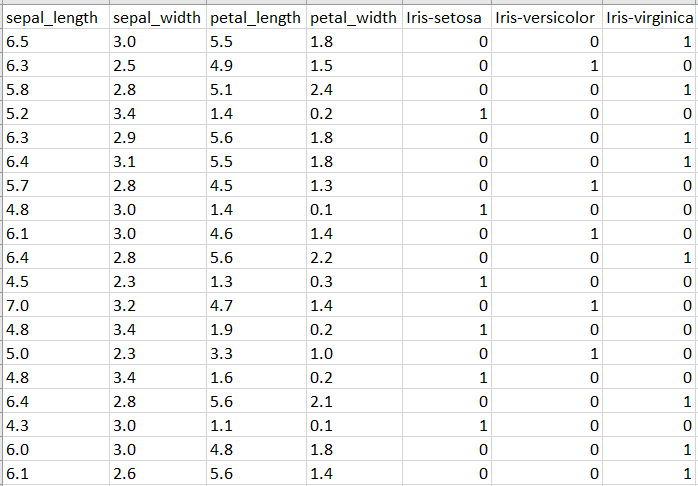 sepal_length sepal_width petal_length petal_width Iris-setosa Iris-versicolor Iris-virginica
6.5 3.0 5.5 1.8 0 0 1
6.3 2.5 4.9 1.5 0 1 0
5.8 2.8 5.1 2.4 0 0 1
5.2 3.4 1.4 0.2 1 0 0
6.3 2.9 5.6 1.8 0 0 1
6.4 3.1 5.5 1.8 0 0 1
5.7 2.8 4.5 1.3 0 1 0
4.8 3.0 1.4 0.1 1 0 0
6.1 3.0 4.6 1.4 0 1 0
6.4 2.8 5.6 2.2 0 0 1
4.5 2.3 1.3 0.3 1 0 0
7.0 3.2 4.7 1.4 0 1 0
4.8 3.4 1.9 0.2 1 0 0
5.0 2.3 3.3 1.0 0 1 0
4.8 3.4 1.6 0.2 1 0 0
6.4 2.8 5.6 2.1 0 0 1
4.3 3.0 1.1 0.1 1 0 0
6.0 3.0 4.8 1.8 0 0 1
6.1 2.6 5.6 1.4 0 0 1